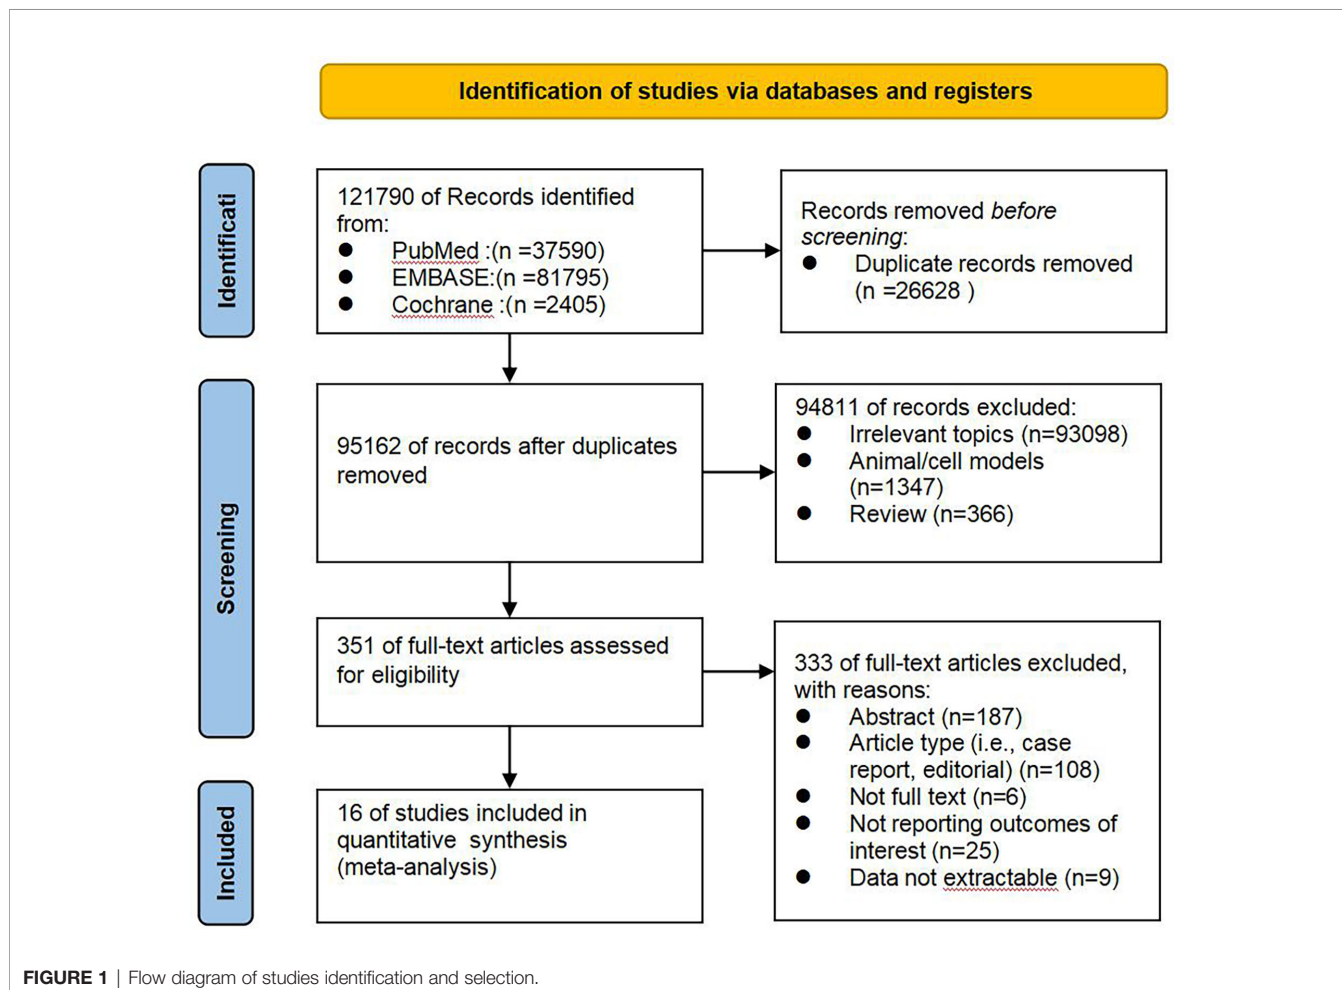 Identification of studies via databases and registers
Identificati
121790 of Records identified
from:
● PubMed :(n =37590)
● EMBASE:(n =81795)
● Cochrane :(n =2405)
Records removed before
screening:
● Duplicate records removed
(n =26628 )
Screening
95162 of records after duplicates
removed
94811 of records excluded:
● Irrelevant topics (n=93098)
● Animal/cell models
(n=1347)
● Review (n=366)
351 of full-text articles assessed
for eligibility
333 of full-text articles excluded,
with reasons:
● Abstract (n=187)
● Article type (i.e., case
report, editorial) (n=108)
● Not full text (n=6)
● Not reporting outcomes of
interest (n=25)
● Data not extractable (n=9)
Included
16 of studies included in
quantitative synthesis
(meta-analysis)
FIGURE 1 | Flow diagram of studies identification and selection.